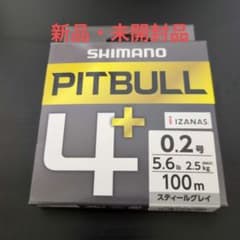 新品・未開封品
SHIMANO
PITBULL
4+
IZANAS
0.2号
5.6lb 2.5kg
100m
スティールグレイ